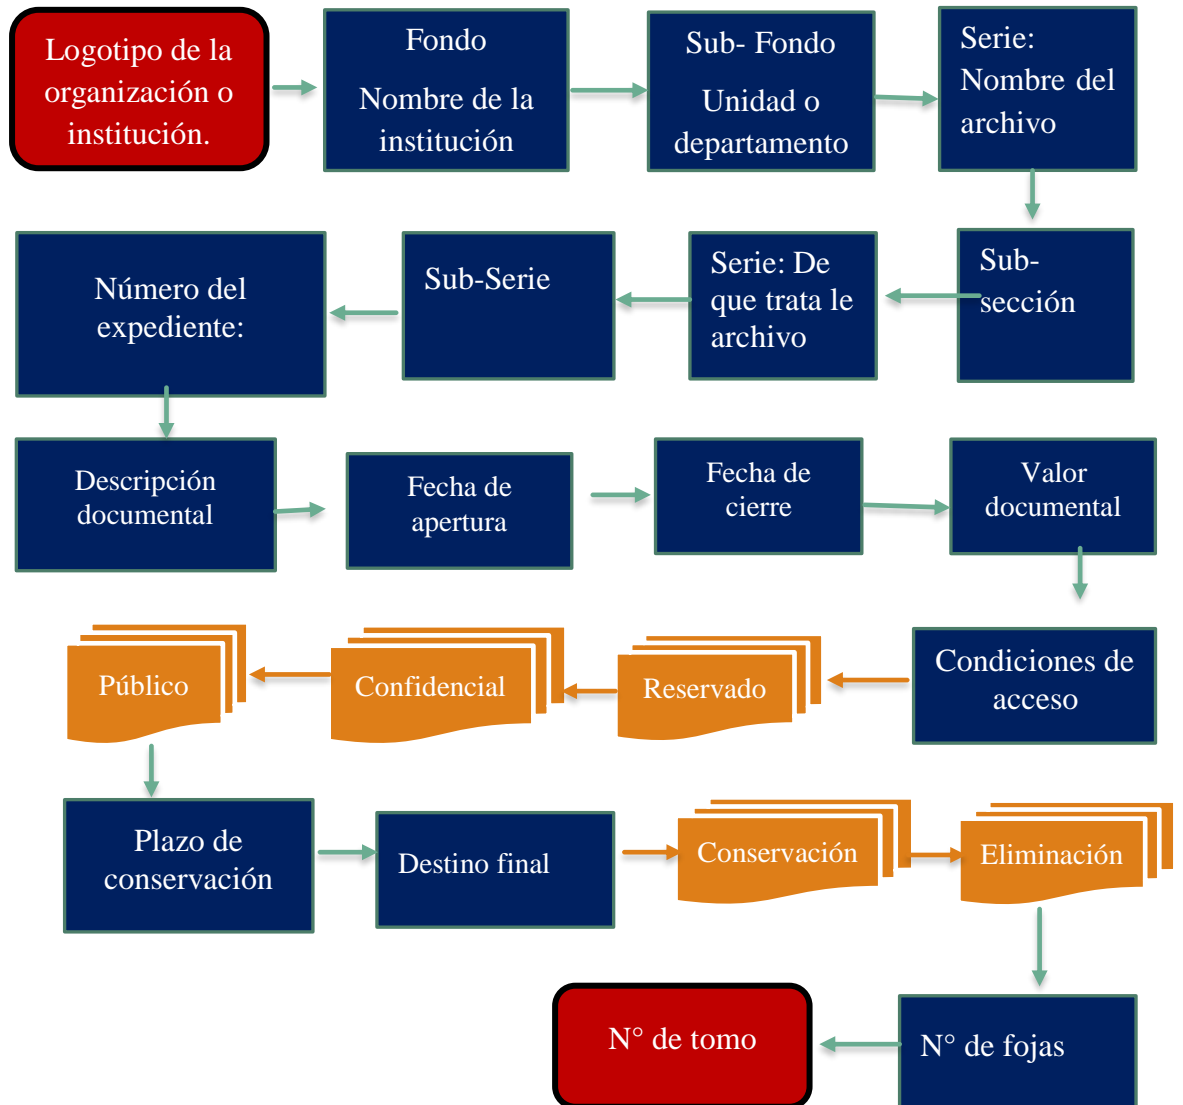 Logotipo de la
organización o
institución.
Fondo
Nombre de la
institución
Sub- Fondo
Unidad o
departamento
Serie:
Nombre del
archivo
Sub-
sección
Serie: De
que trata le
archivo
Sub-Serie
Número del
expediente:
Descripción
documental
Fecha de
apertura
Fecha de
cierre
Valor
documental
Condiciones de
acceso
Reservado
Confidencial
Público
Plazo de
conservación
Destino final
Conservación
Eliminación
N° de fojas
N° de tomo